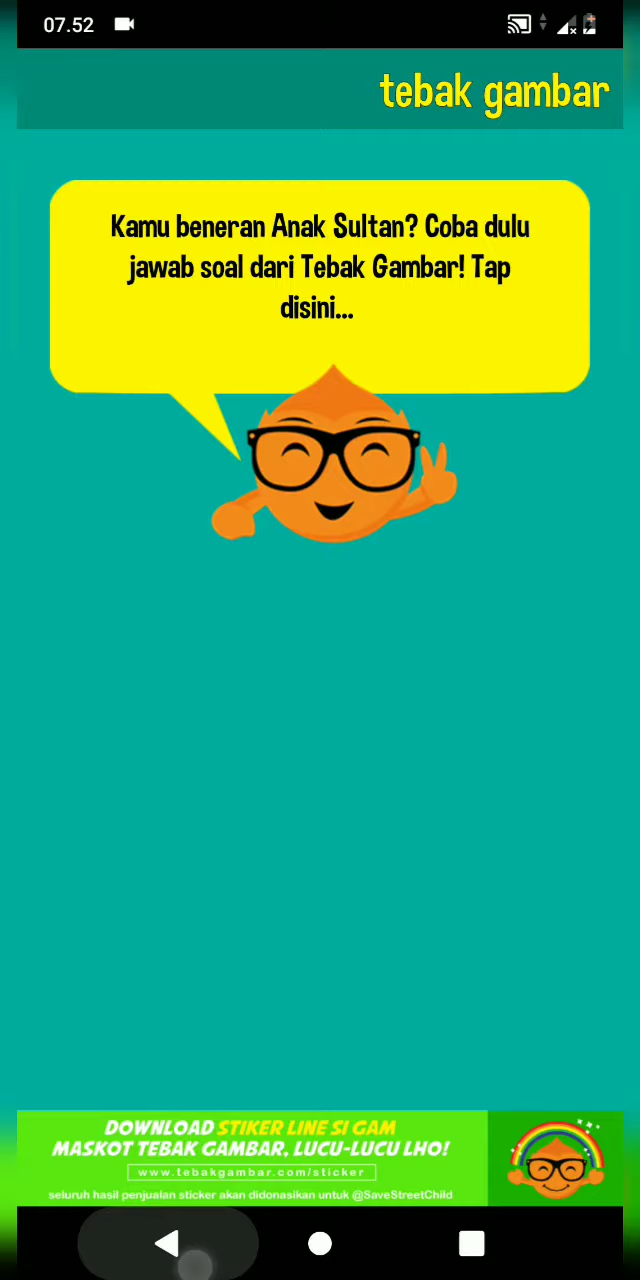 07.52
tebak gambar
Kamu beneran Anak Sultan? Coba dulu
jawab soal dari Tebak Gambar! Tap
disini...
DOWNLOAD STIKER LINE SI GAM
MASKOT TEBAK GAMBAR, LUCU-LUCU LHO!
www.tebakgambar.com/sticker
seluruh hasil penjualan sticker akan didonasikan untuk @SaveStreetChild